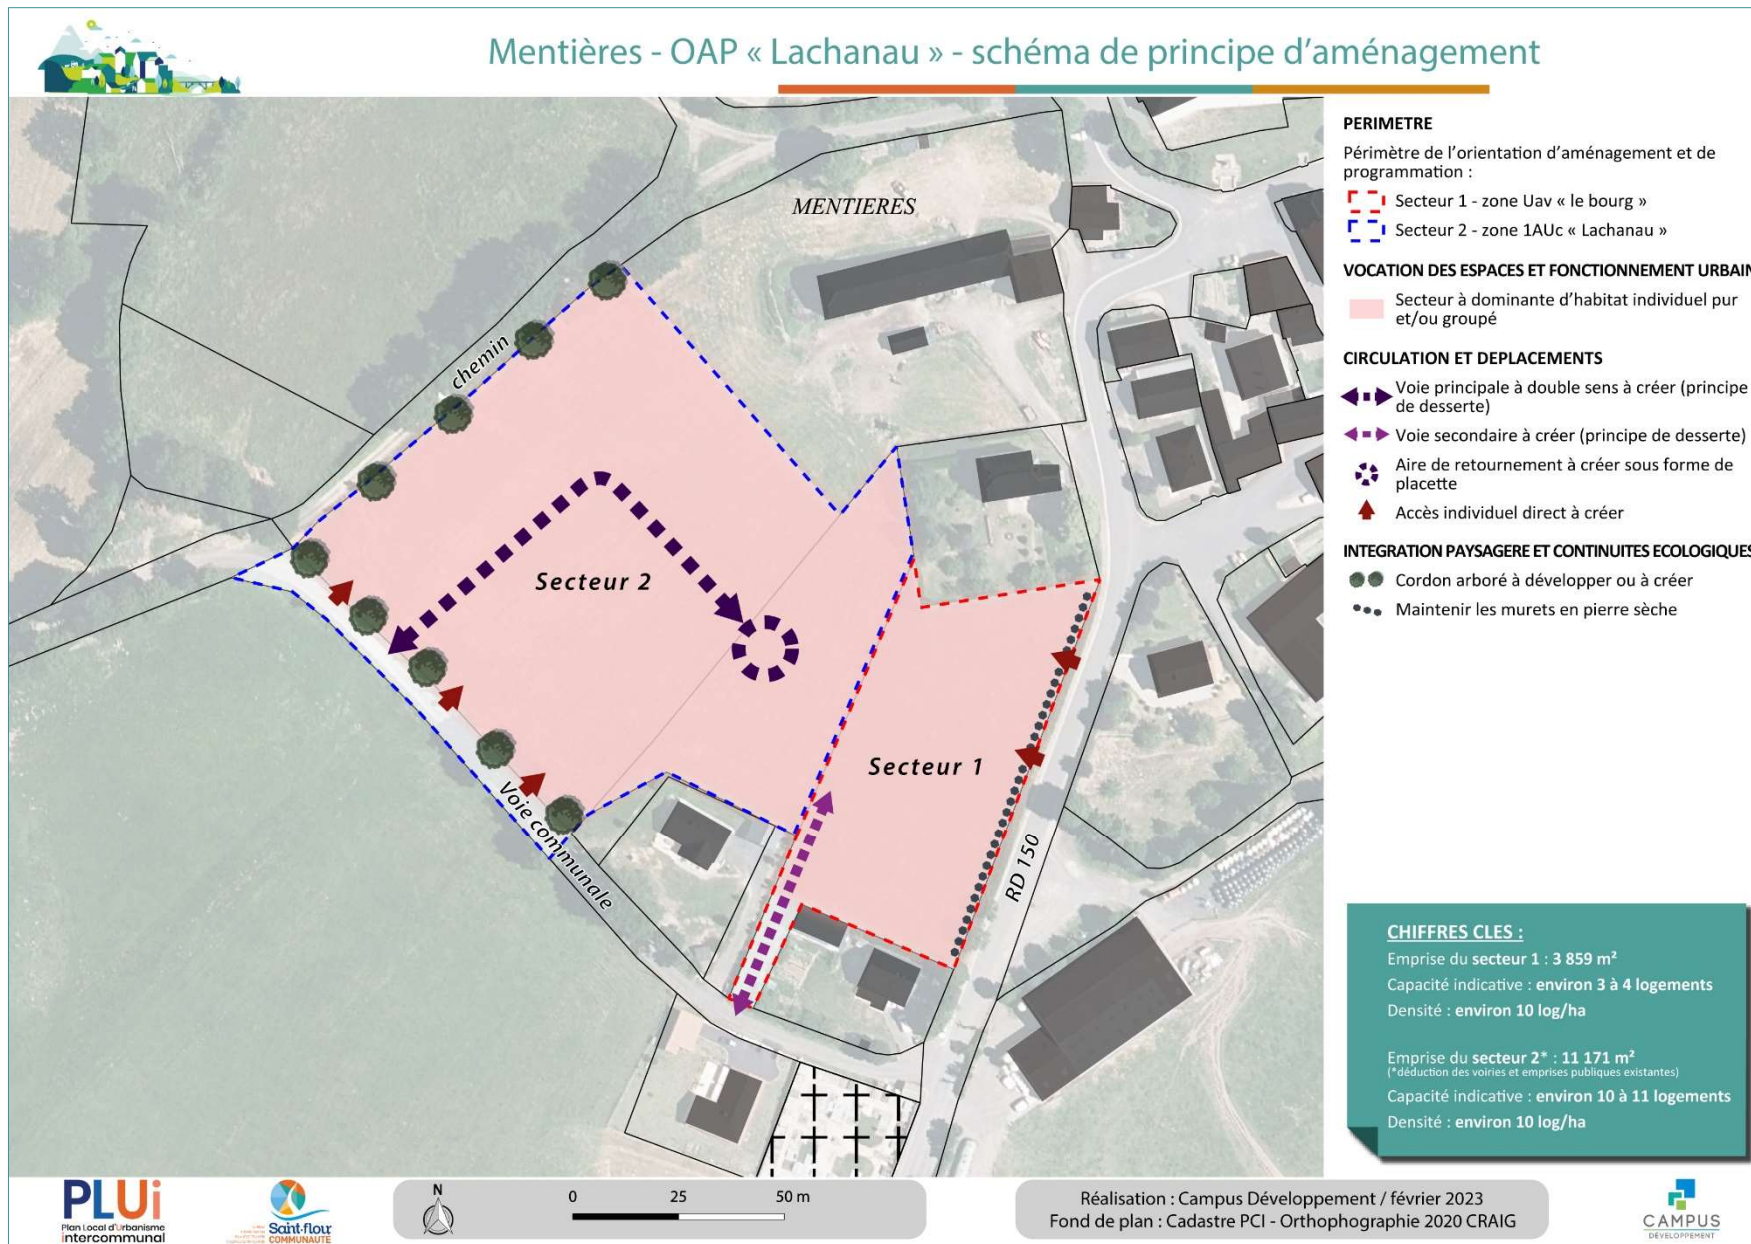 Mentières - OAP « Lachanau » - schéma de principe d'aménagement
MENTIERES
chemin
Secteur 2
Secteur 1
Voie communale
RD 150
PERIMETRE
Périmètre de l'orientation d'aménagement et de
programmation :
Secteur 1 - zone Uav « le bourg »
Secteur 2 - zone 1AUc « Lachanau »
VOCATION DES ESPACES ET FONCTIONNEMENT URBAIN
Secteur à dominante d'habitat individuel pur
et/ou groupé
CIRCULATION ET DEPLACEMENTS
Voie principale à double sens à créer (principe
de desserte)
Voie secondaire à créer (principe de desserte)
Aire de retournement à créer sous forme de
placette
Accès individuel direct à créer
INTEGRATION PAYSAGERE ET CONTINUITES ECOLOGIQUES
Cordon arboré à développer ou à créer
Maintenir les murets en pierre sèche
CHIFFRES CLES :
Emprise du secteur 1 : 3 859 m²
Capacité indicative : environ 3 à 4 logements
Densité : environ 10 log/ha
Emprise du secteur 2* : 11 171 m²
(*déduction des voiries et emprises publiques existantes)
Capacité indicative : environ 10 à 11 logements
Densité : environ 10 log/ha
PLUi
Plan Local d'Urbanisme
intercommunal
Saint-flour
COMMUNAUTÉ
N
0 25 50 m
Réalisation : Campus Développement / février 2023
Fond de plan : Cadastre PCI - Orthophographie 2020 CRAIG
CAMPUS
DÉVELOPPEMENT